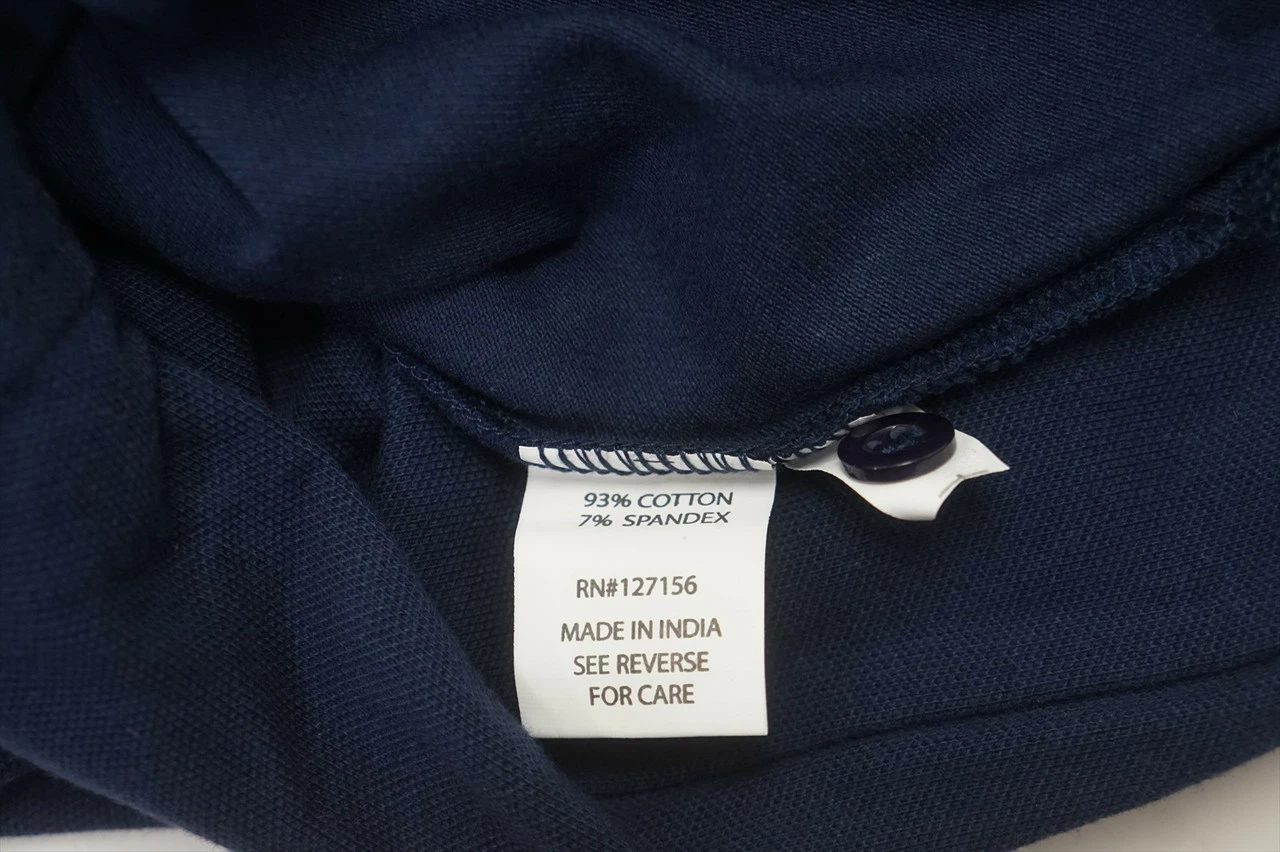 93% COTTON
7% SPANDEX
RN#127156
MADE IN INDIA
SEE REVERSE
FOR CARE